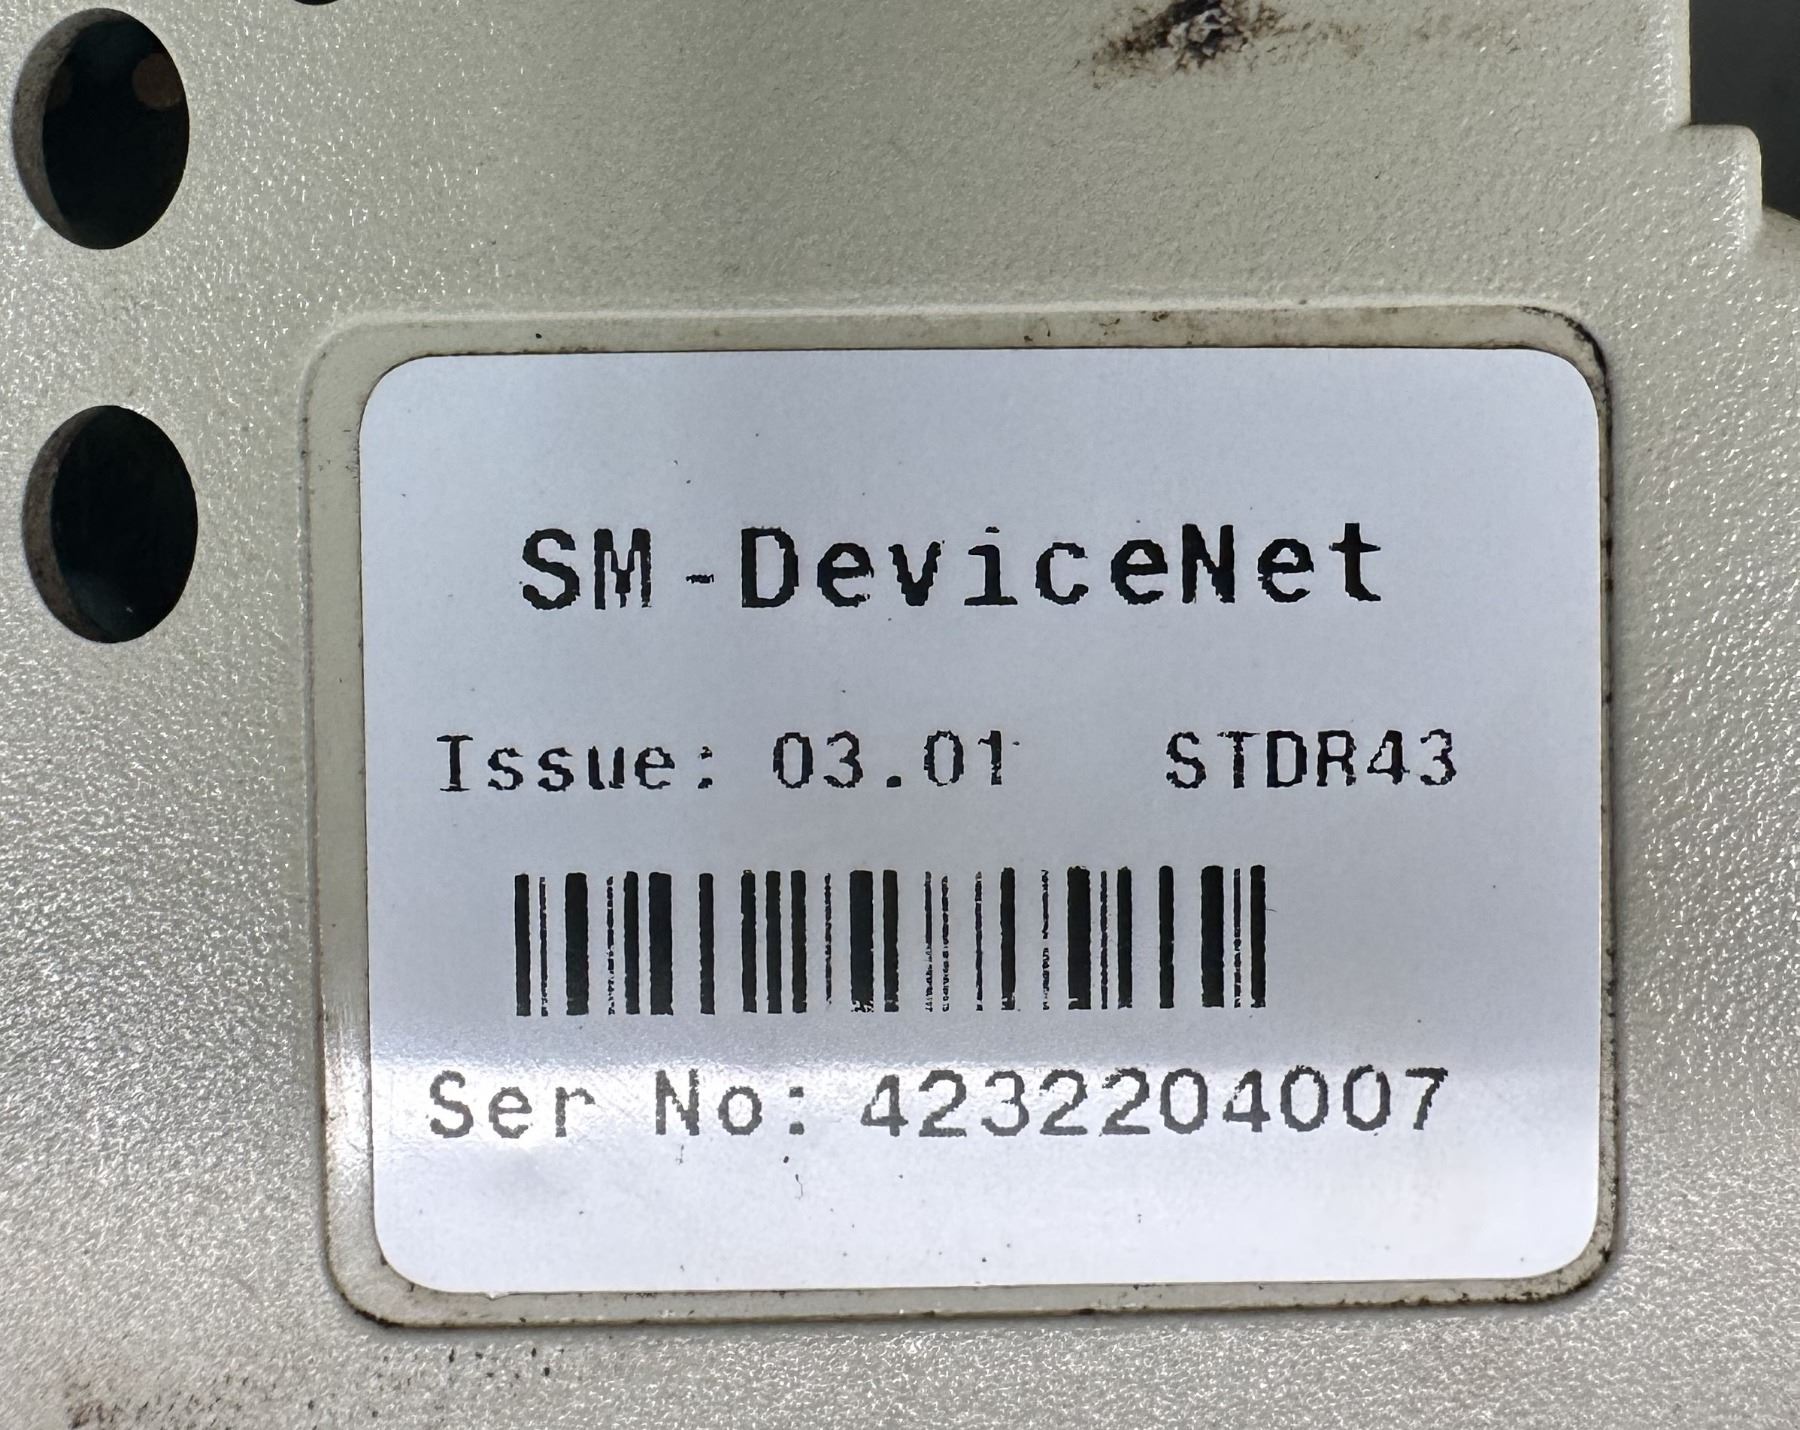 SM-DeviceNet
Issue: 03.01 STDR43
Ser No: 4232204007